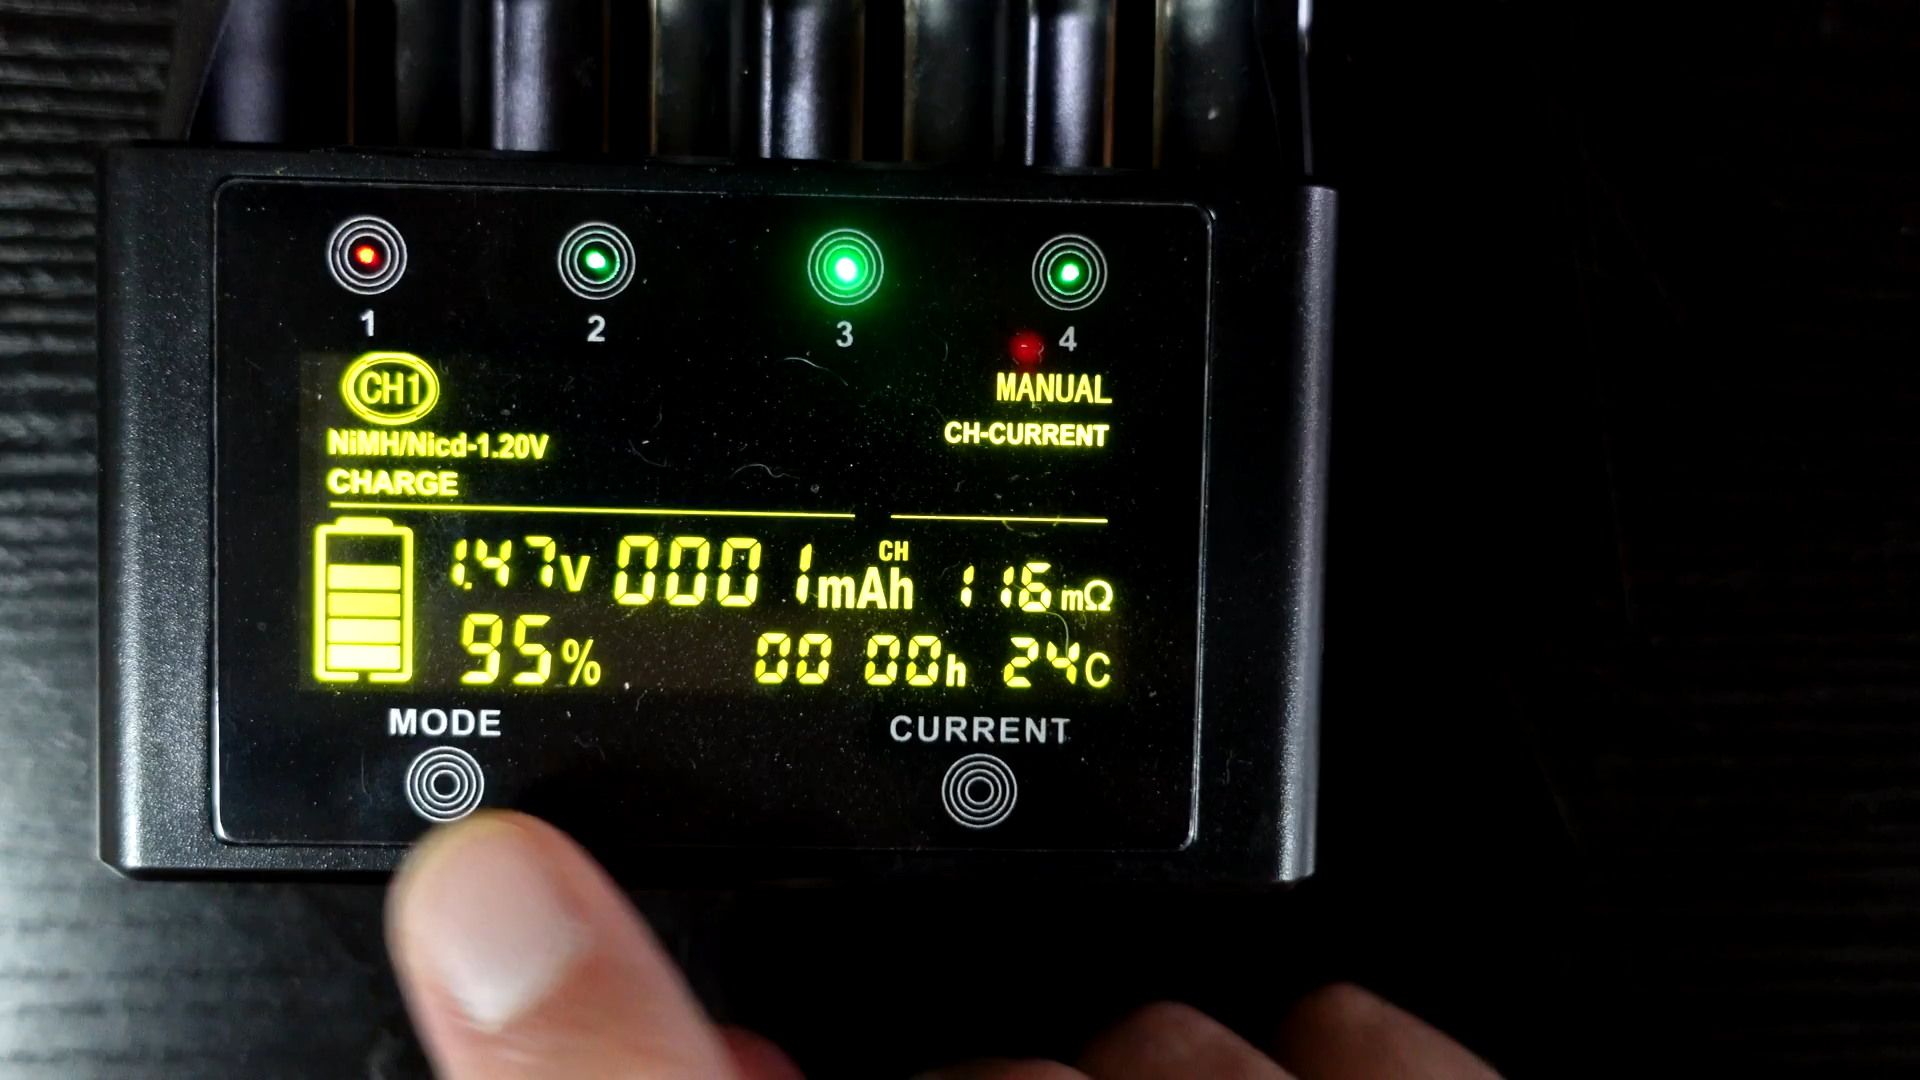 1 2 3 4
CH1
MANUAL
NiMH/Nicd-1.20V
CH-CURRENT
CHARGE
1.47V 0001mAh CH 116mΩ
95% 00 00h 24C
MODE CURRENT